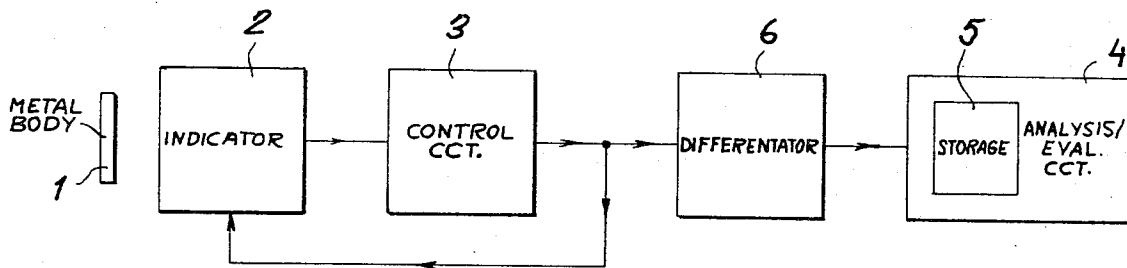 2
3
6
5
4
METAL
BODY
1
INDICATOR
CONTROL
CCT.
DIFFERENTATOR
STORAGE
ANALYSIS/
EVAL.
CCT.